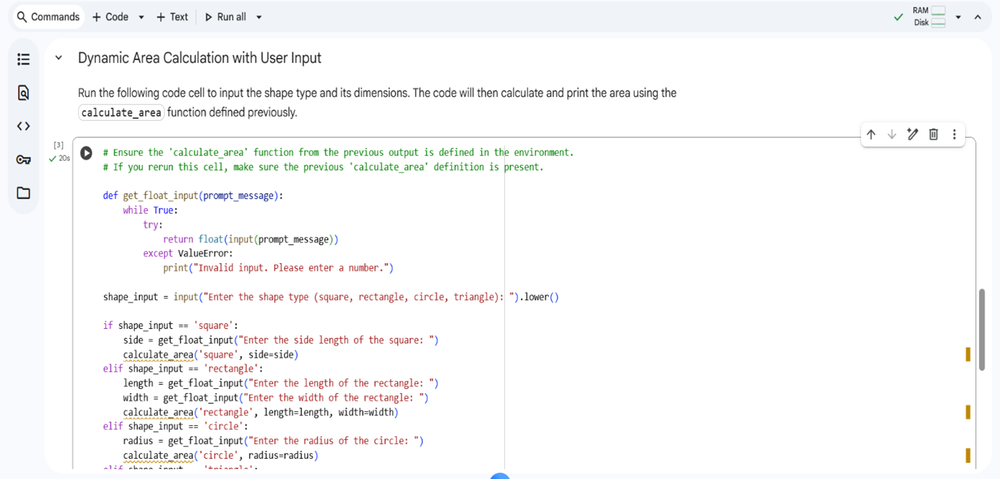 Commands + Code + Text Run all RAM
Disk
Dynamic Area Calculation with User Input
Run the following code cell to input the shape type and its dimensions. The code will then calculate and print the area using the
calculate_area function defined previously.
[3]
20s
# Ensure the 'calculate_area' function from the previous output is defined in the environment.
# If you rerun this cell, make sure the previous 'calculate_area' definition is present.
def get_float_input(prompt_message):
    while True:
        try:
            return float(input(prompt_message))
        except ValueError:
            print("Invalid input. Please enter a number.")
shape_input = input("Enter the shape type (square, rectangle, circle, triangle): ").lower()
if shape_input == 'square':
    side = get_float_input("Enter the side length of the square: ")
    calculate_area('square', side=side)
elif shape_input == 'rectangle':
    length = get_float_input("Enter the length of the rectangle: ")
    width = get_float_input("Enter the width of the rectangle: ")
    calculate_area('rectangle', length=length, width=width)
elif shape_input == 'circle':
    radius = get_float_input("Enter the radius of the circle: ")
    calculate_area('circle', radius=radius)
elif shape_input == 'triangle':